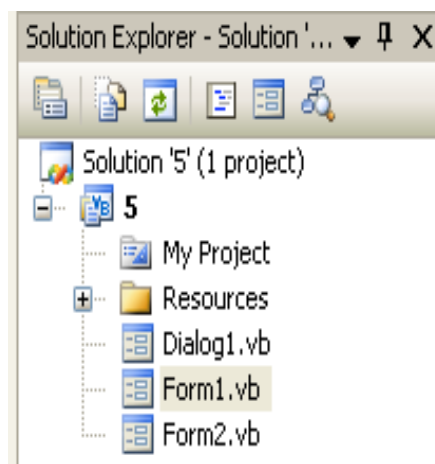 Solution Explorer - Solution '...
Solution '5' (1 project)
5
My Project
Resources
Dialog1.vb
Form1.vb
Form2.vb